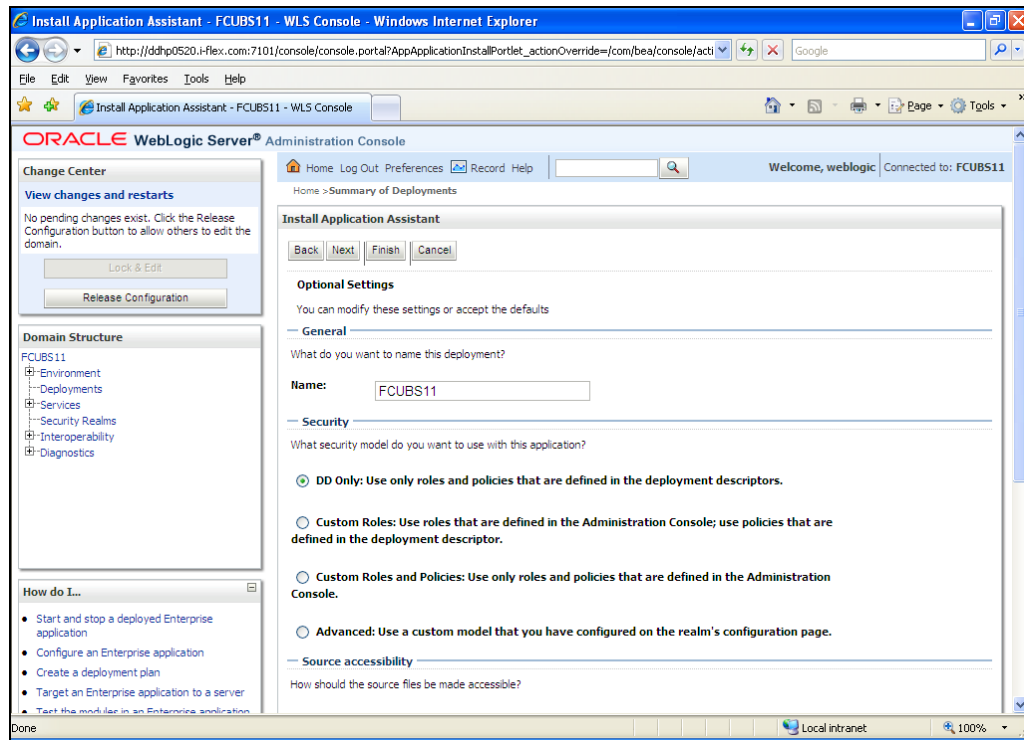 Install Application Assistant - FCUBS11 - WLS Console - Windows Internet Explorer
http://ddhp0520.i-flex.com:7101/console/console.portal?AppApplicationInstallPortlet_actionOverride=/com/bea/console/acti
Google
File Edit View Favorites Tools Help
Install Application Assistant - FCUBS11 - WLS Console
Page Tools »
ORACLE WebLogic Server® Administration Console
Change Center
View changes and restarts
No pending changes exist. Click the Release
Configuration button to allow others to edit the
domain.
Lock & Edit
Release Configuration
Domain Structure
FCUBS11
Environment
Deployments
Services
Security Realms
Interoperability
Diagnostics
How do I...
Start and stop a deployed Enterprise
application
Configure an Enterprise application
Create a deployment plan
Target an Enterprise application to a server
Test the modules in an Enterprise application
Home Log Out Preferences Record Help
Welcome, weblogic Connected to: FCUBS11
Home >Summary of Deployments
Install Application Assistant
Back Next Finish Cancel
Optional Settings
You can modify these settings or accept the defaults
General
What do you want to name this deployment?
Name: FCUBS11
Security
What security model do you want to use with this application?
DD Only: Use only roles and policies that are defined in the deployment descriptors.
Custom Roles: Use roles that are defined in the Administration Console; use policies that are
defined in the deployment descriptor.
Custom Roles and Policies: Use only roles and policies that are defined in the Administration
Console.
Advanced: Use a custom model that you have configured on the realm's configuration page.
Source accessibility
How should the source files be made accessible?
Done
Local intranet
100%